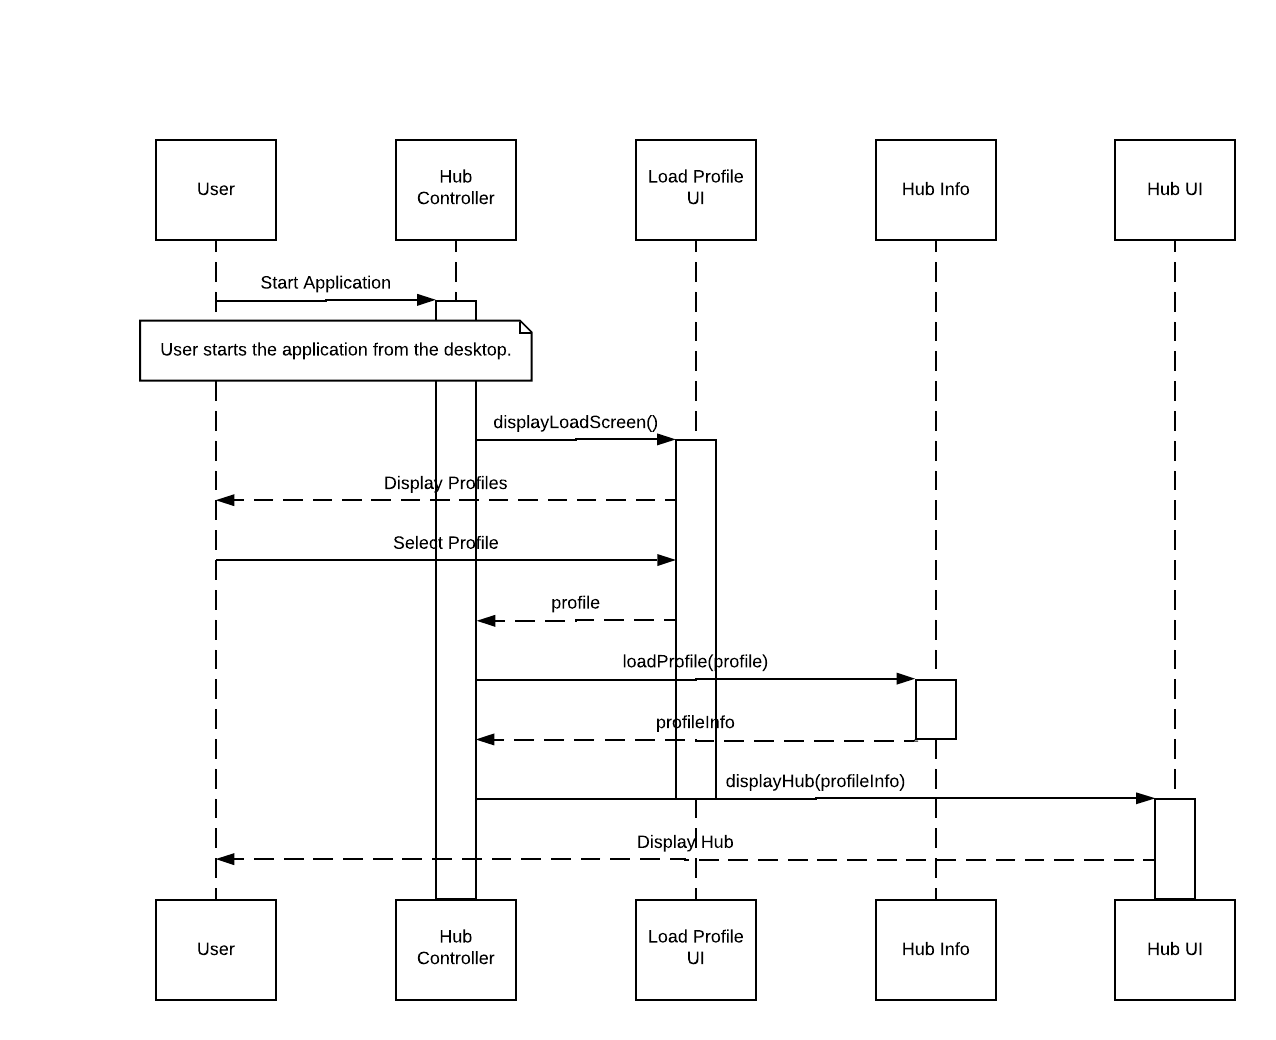 User
Hub
Controller
Load Profile
UI
Hub Info
Hub UI
Start Application
User starts the application from the desktop.
displayLoadScreen()
Display Profiles
Select Profile
profile
loadProfile(profile)
profileInfo
displayHub(profileInfo)
Display Hub
User
Hub
Controller
Load Profile
UI
Hub Info
Hub UI